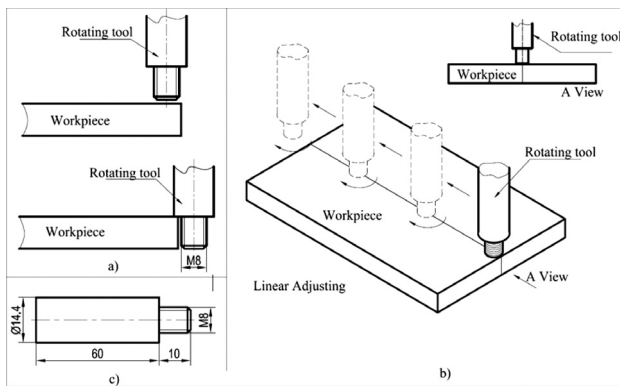 Rotating tool
Workpiece
Rotating tool
Workpiece
M8
a)
Ø14.4
M8
60
10
c)
Rotating tool
Workpiece
A View
Rotating tool
Workpiece
A View
Linear Adjusting
b)